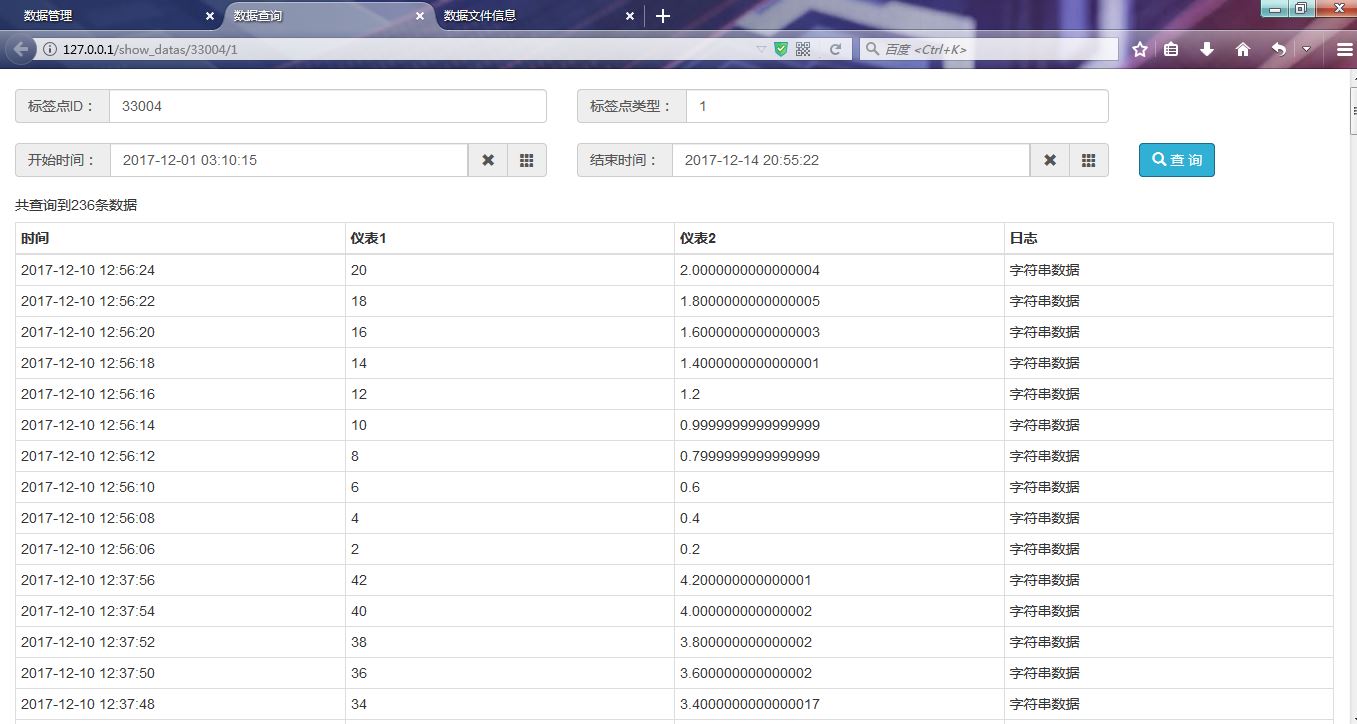 数据管理 数据查询 数据文件信息
127.0.0.1/show_datas/33004/1 百度 <Ctrl+K>
标签点ID： 33004 标签点类型： 1
开始时间： 2017-12-01 03:10:15 结束时间： 2017-12-14 20:55:22 查 询
共查询到236条数据
时间 仪表1 仪表2 日志
2017-12-10 12:56:24 20 2.0000000000000004 字符串数据
2017-12-10 12:56:22 18 1.8000000000000005 字符串数据
2017-12-10 12:56:20 16 1.6000000000000003 字符串数据
2017-12-10 12:56:18 14 1.4000000000000001 字符串数据
2017-12-10 12:56:16 12 1.2 字符串数据
2017-12-10 12:56:14 10 0.9999999999999999 字符串数据
2017-12-10 12:56:12 8 0.7999999999999999 字符串数据
2017-12-10 12:56:10 6 0.6 字符串数据
2017-12-10 12:56:08 4 0.4 字符串数据
2017-12-10 12:56:06 2 0.2 字符串数据
2017-12-10 12:37:56 42 4.200000000000001 字符串数据
2017-12-10 12:37:54 40 4.000000000000002 字符串数据
2017-12-10 12:37:52 38 3.800000000000002 字符串数据
2017-12-10 12:37:50 36 3.600000000000002 字符串数据
2017-12-10 12:37:48 34 3.4000000000000017 字符串数据